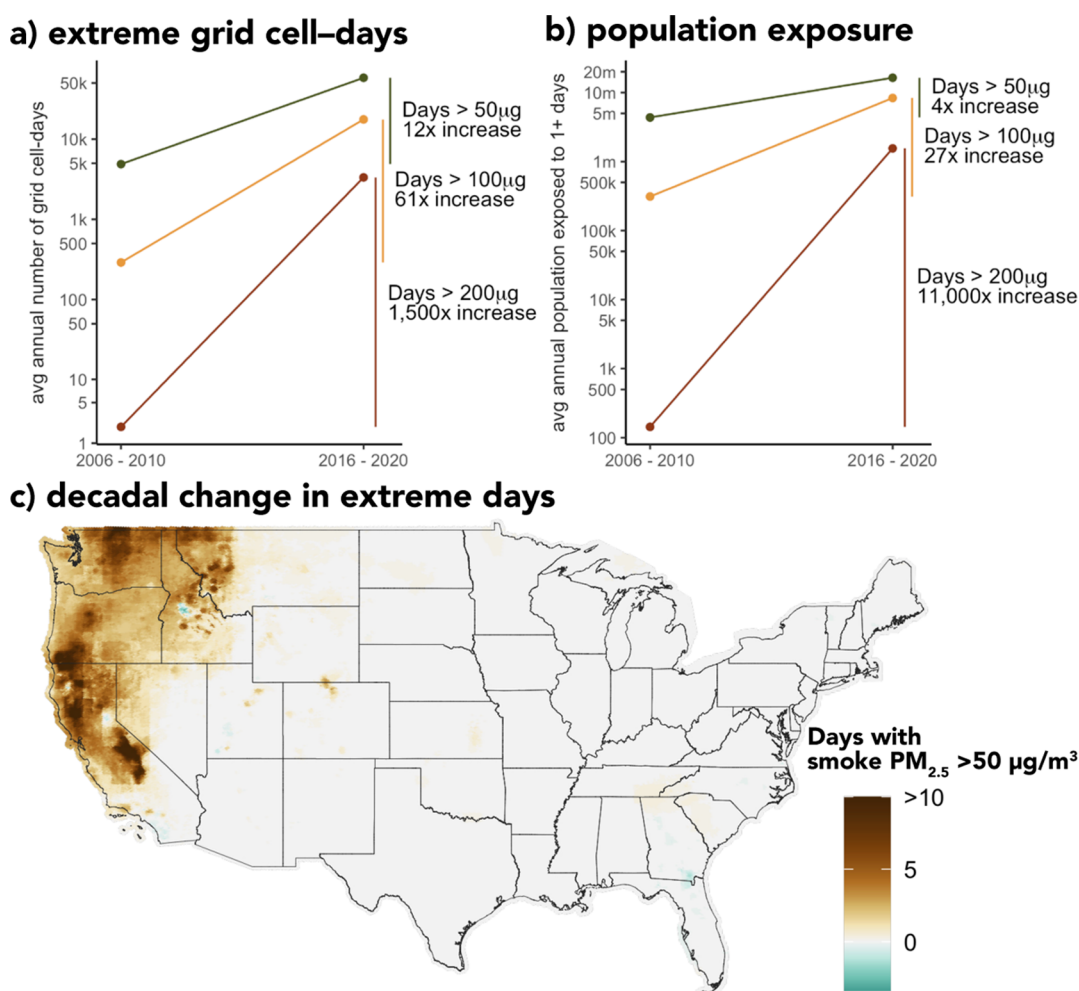 a) extreme grid cell–days
avg annual number of grid cell-days
50k
10k
5k
1k
500
100
50
10
5
1
2006 - 2010
2016 - 2020
Days > 50µg
12x increase
Days > 100µg
61x increase
Days > 200µg
1,500x increase
b) population exposure
avg annual population exposed to 1+ days
20m
10m
5m
1m
500k
100k
50k
10k
5k
1k
500
100
2006 - 2010
2016 - 2020
Days > 50µg
4x increase
Days > 100µg
27x increase
Days > 200µg
11,000x increase
c) decadal change in extreme days
Days with
smoke PM2.5 >50 µg/m³
>10
5
0